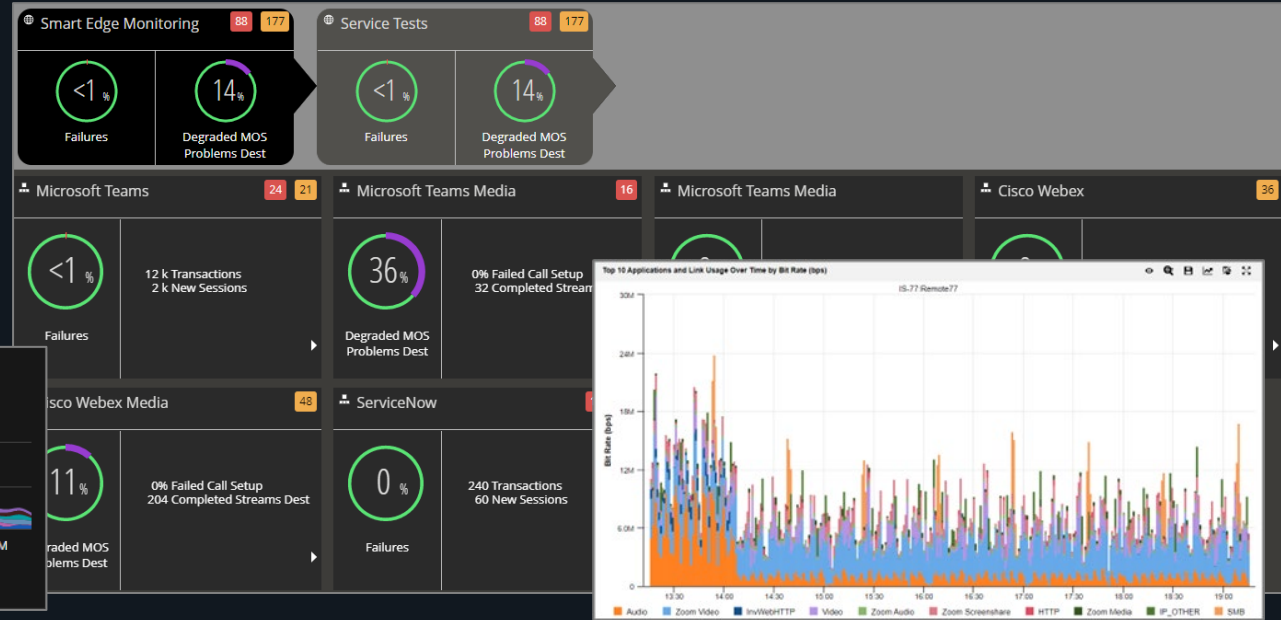 Smart Edge Monitoring 88 177
Service Tests 88 177
<1 %
Failures
14%
Degraded MOS
Problems Dest
<1 %
Failures
14%
Degraded MOS
Problems Dest
Microsoft Teams 24 21
<1 %
Failures
12 k Transactions
2 k New Sessions
Microsoft Teams Media 16
36%
Degraded MOS
Problems Dest
0% Failed Call Setup
32 Completed Stream
Microsoft Teams Media
Cisco Webex 36
isco Webex Media 48
11%
raded MOS
blems Dest
0% Failed Call Setup
204 Completed Streams Dest
M
ServiceNow
0 %
Failures
240 Transactions
60 New Sessions
Top 10 Applications and Link Usage Over Time by Bit Rate (bps)
IS-77:Remote77
Bit Rate (bps)
30M
24M
18M
12M
6.0M
0
13:30 14:00 14:30 15:00 15:30 16:00 16:30 17:00 17:30 18:00 18:30 19:00
Audio Zoom Video InvWebHTTP Video Zoom Audio Zoom Screenshare HTTP Zoom Media IP_OTHER SMB